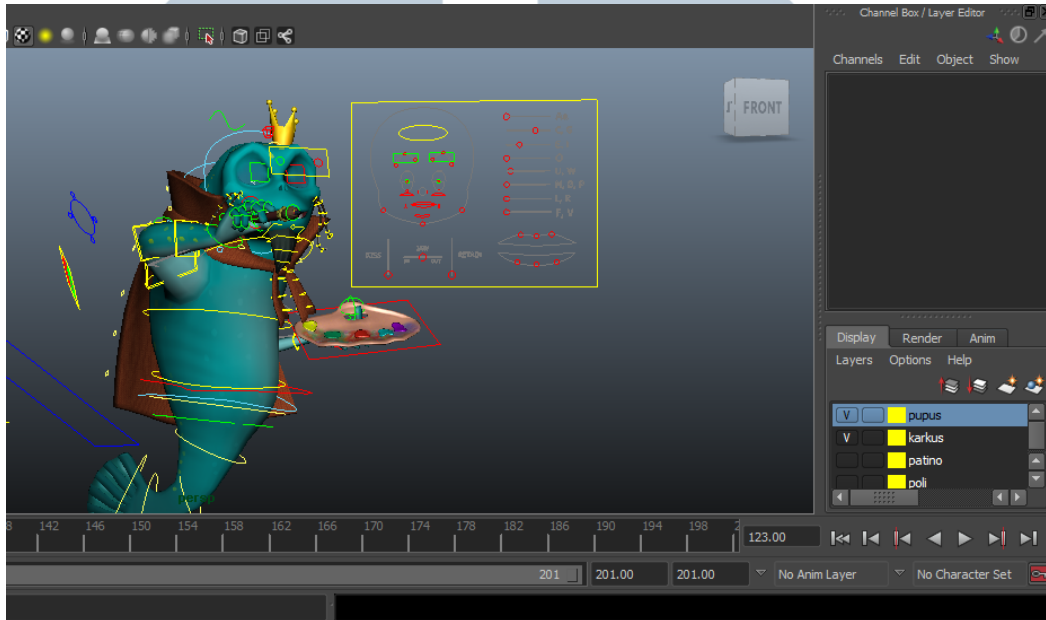 Channel Box / Layer Editor
Channels Edit Object Show
FRONT
M, B, P
L, R
F, V
persp
Display Render Anim
Layers Options Help
V pupus
V karkus
patino
poli
142 146 150 154 158 162 166 170 174 178 182 186 190 194 198 2
123.00
201 201.00 201.00 No Anim Layer No Character Set